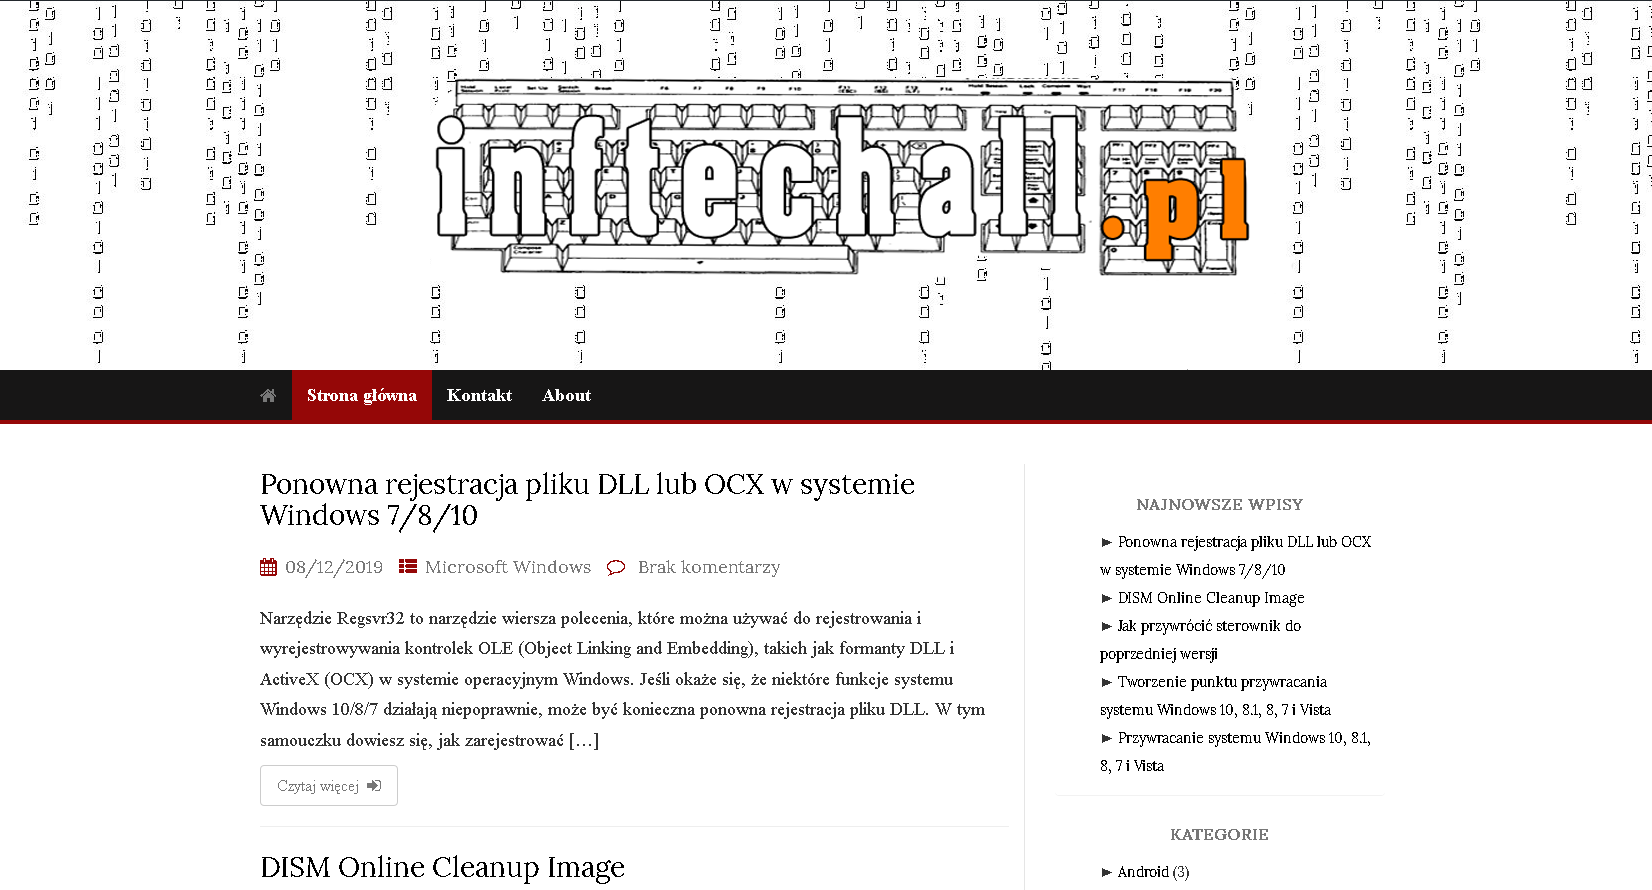 inftechall.pl
Strona główna Kontakt About
Ponowna rejestracja pliku DLL lub OCX w systemie
Windows 7/8/10
08/12/2019 Microsoft Windows Brak komentarzy
Narzędzie Regsvr32 to narzędzie wiersza polecenia, które można używać do rejestrowania i
wyrejestrowywania kontrolek OLE (Object Linking and Embedding), takich jak formanty DLL i
ActiveX (OCX) w systemie operacyjnym Windows. Jeśli okaże się, że niektóre funkcje systemu
Windows 10/8/7 działają niepoprawnie, może być konieczna ponowna rejestracja pliku DLL. W tym
samouczku dowiesz się, jak zarejestrować […]
Czytaj więcej
DISM Online Cleanup Image
NAJNOWSZE WPISY
► Ponowna rejestracja pliku DLL lub OCX
w systemie Windows 7/8/10
► DISM Online Cleanup Image
► Jak przywrócić sterownik do
poprzedniej wersji
► Tworzenie punktu przywracania
systemu Windows 10, 8.1, 8, 7 i Vista
► Przywracanie systemu Windows 10, 8.1,
8, 7 i Vista
KATEGORIE
► Android (3)